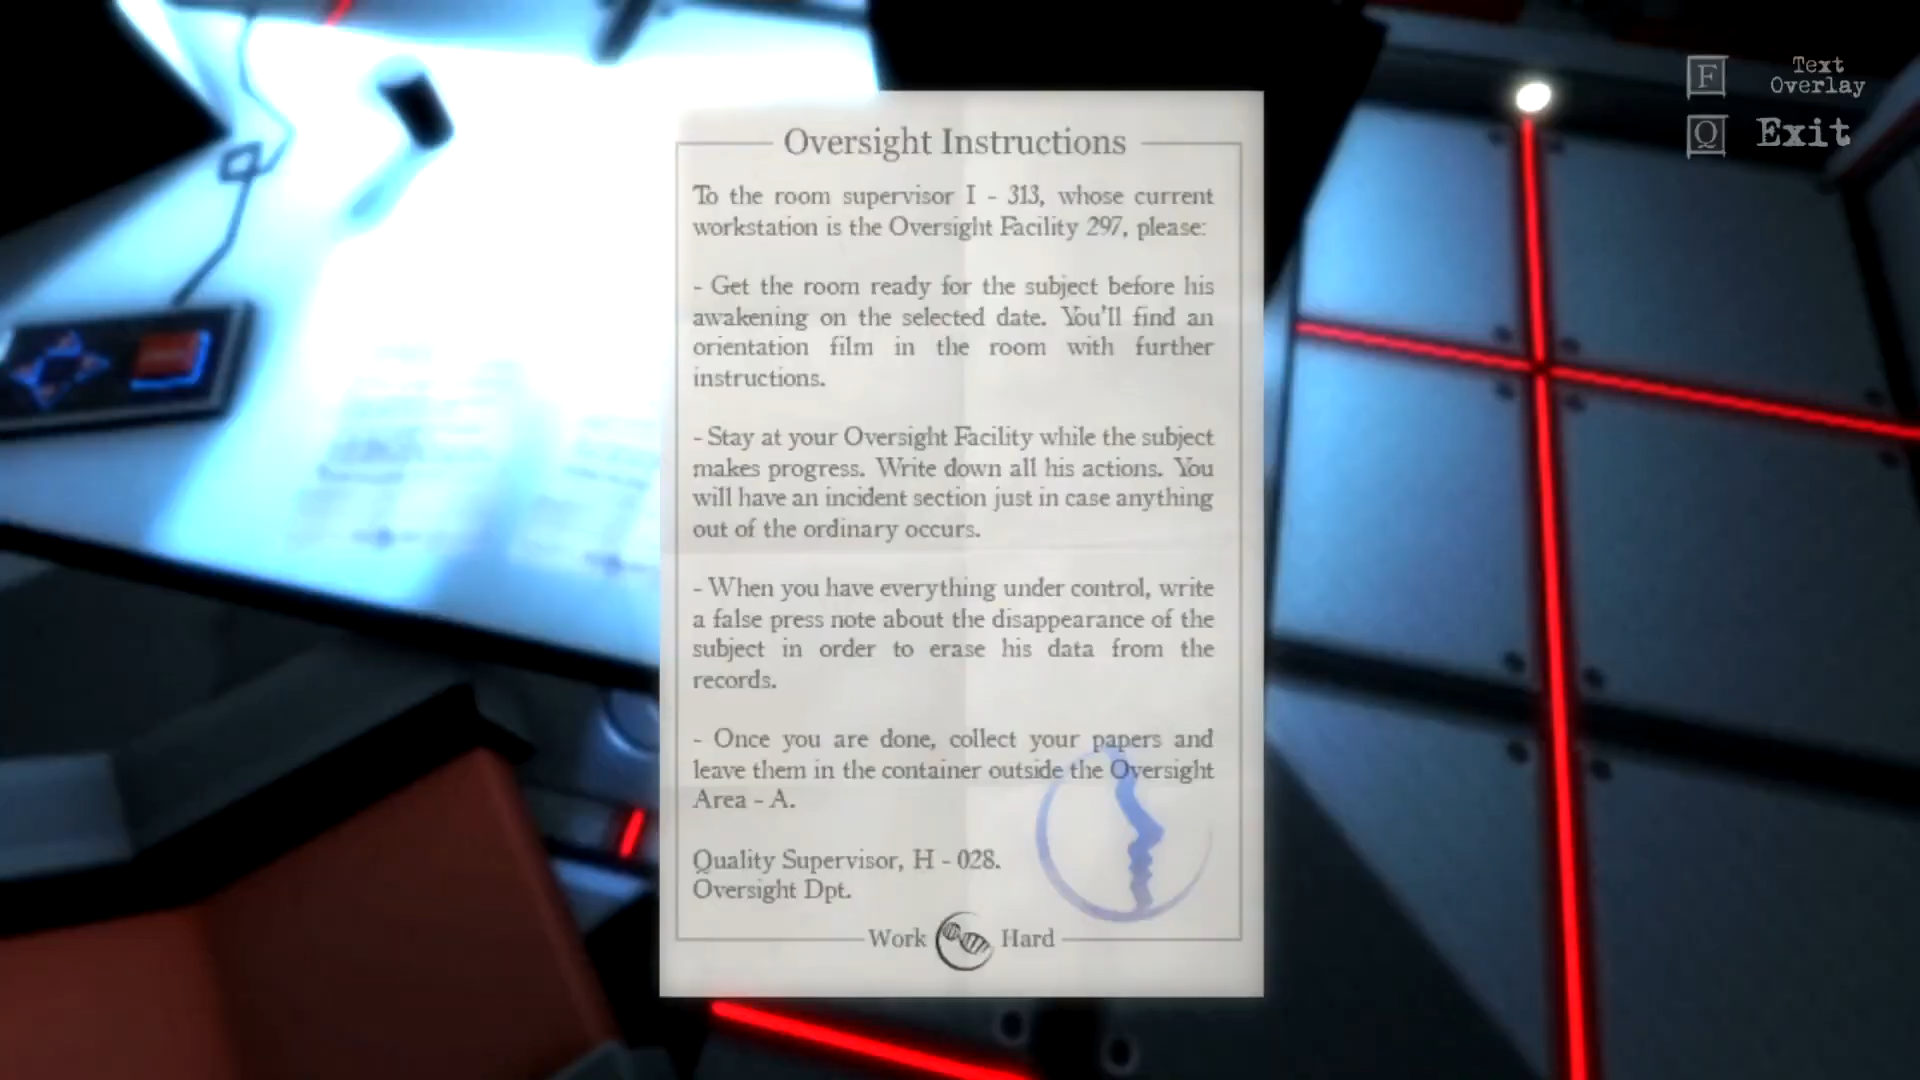 Oversight Instructions
To the room supervisor I - 313, whose current
workstation is the Oversight Facility 297, please:
- Get the room ready for the subject before his
awakening on the selected date. You'll find an
orientation film in the room with further
instructions.
- Stay at your Oversight Facility while the subject
makes progress. Write down all his actions. You
will have an incident section just in case anything
out of the ordinary occurs.
- When you have everything under control, write
a false press note about the disappearance of the
subject in order to erase his data from the
records.
- Once you are done, collect your papers and
leave them in the container outside the Oversight
Area - A.
Quality Supervisor, H - 028.
Oversight Dpt.
Work Hard
F Text
Overlay
Q Exit